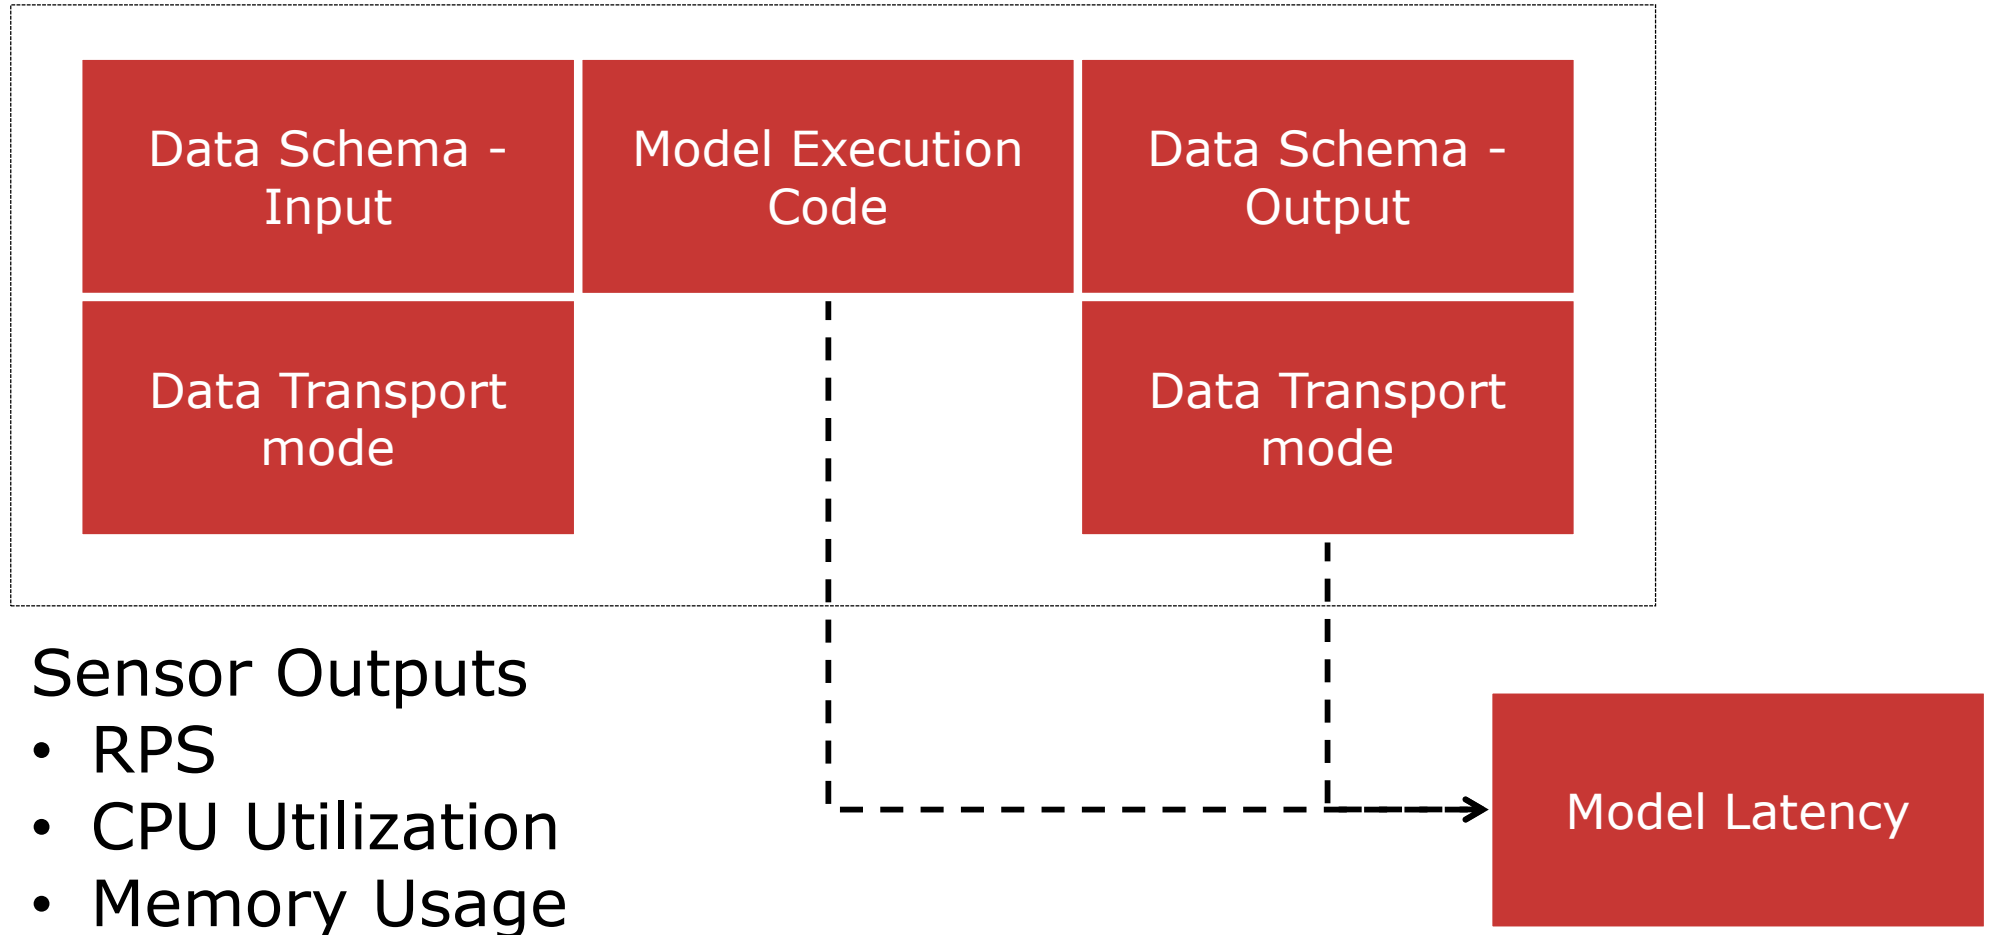 Data Schema -
Input
Model Execution
Code
Data Schema -
Output
Data Transport
mode
Data Transport
mode
Sensor Outputs
• RPS
• CPU Utilization
• Memory Usage
Model Latency